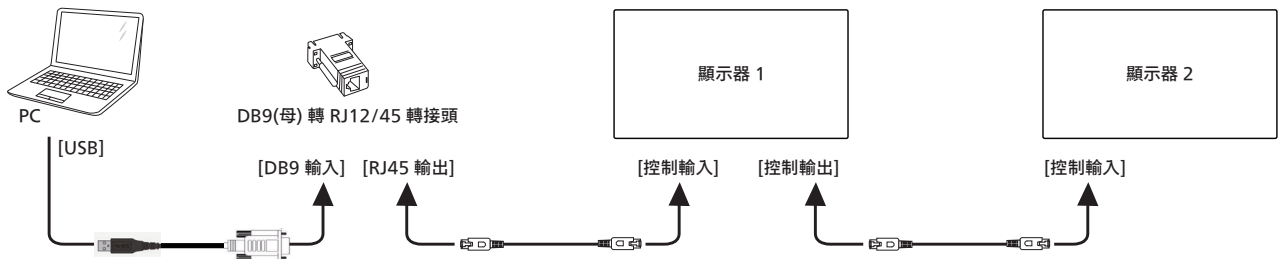 顯示器 1
顯示器 2
PC
DB9(母) 轉 RJ12/45 轉接頭
[USB]
[DB9 輸入] [RJ45 輸出]
[控制輸入] [控制輸出]
[控制輸入]